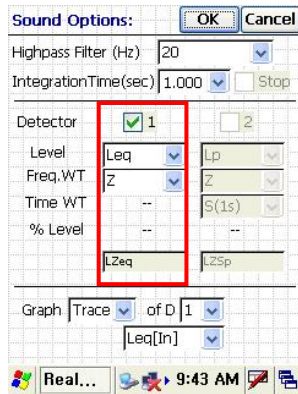 Sound Options: OK Cancel
Highpass Filter (Hz) 20
IntegrationTime(sec) 1.000 Stop
Detector 1 2
Level Leq Lp
Freq.WT Z Z
Time WT -- S(1s)
% Level -- --
LZeq LZSp
Graph Trace of D 1
Leq[In]
Real... 9:43 AM